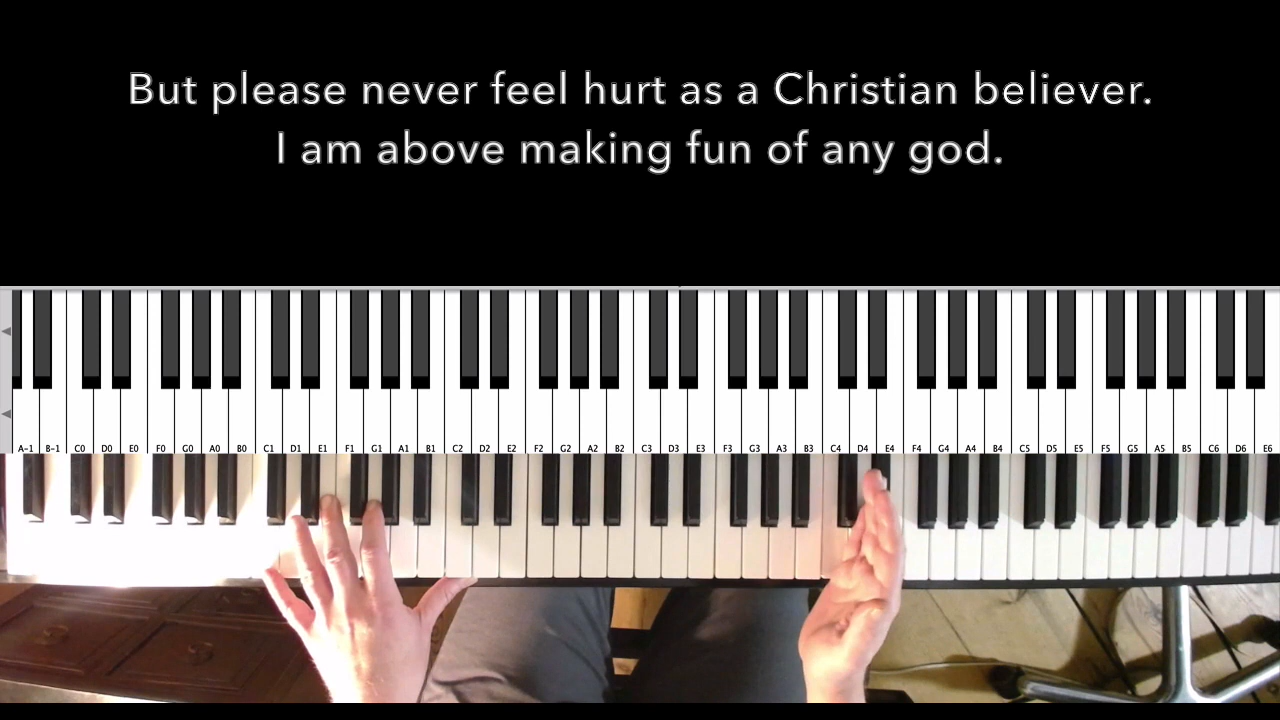 But please never feel hurt as a Christian believer.
I am above making fun of any god.
A-1 B-1 C0 D0 E0 F0 G0 A0 B0 C1 D1 E1 F1 G1 A1 B1 C2 D2 E2 F2 G2 A2 B2 C3 D3 E3 F3 G3 A3 B3 C4 D4 E4 F4 G4 A4 B4 C5 D5 E5 F5 G5 A5 B5 C6 D6 E6